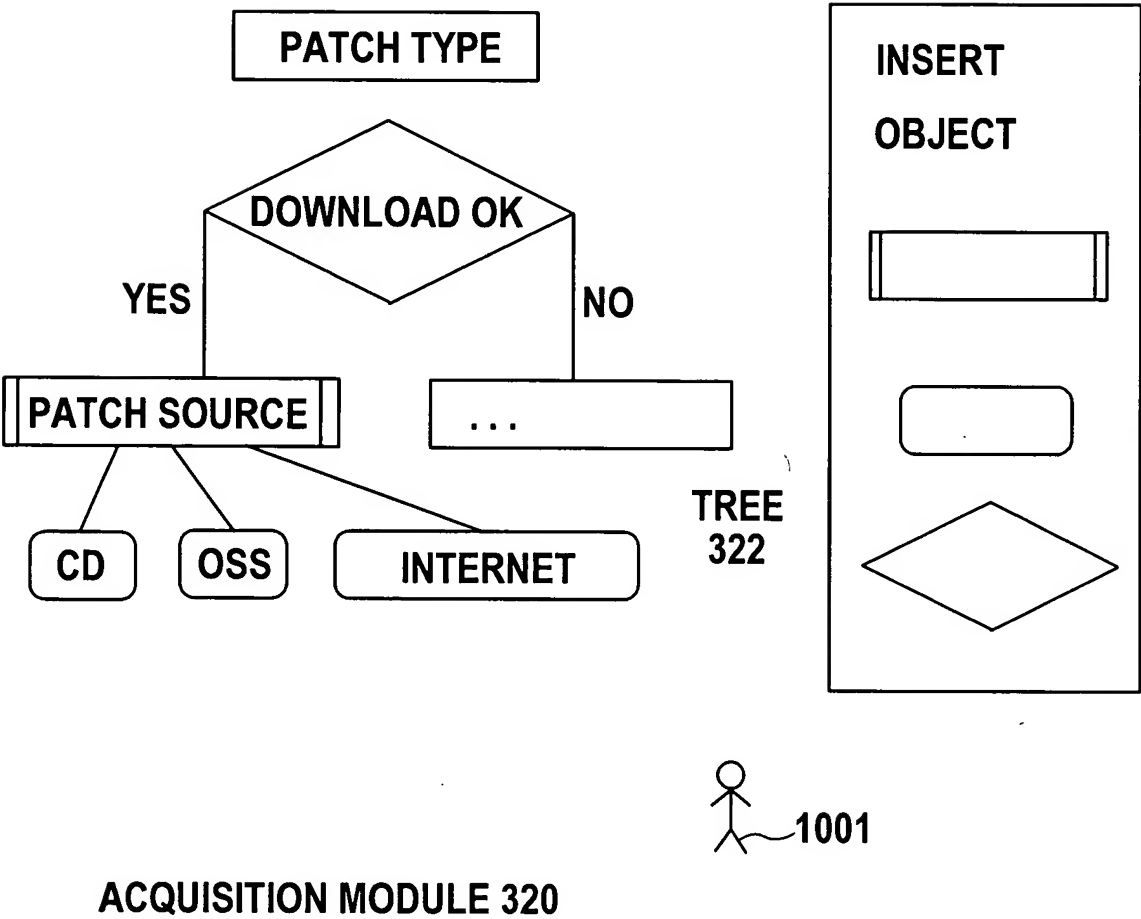 PATCH TYPE
INSERT
OBJECT
DOWNLOAD OK
YES
NO
PATCH SOURCE
...
TREE
322
CD
OSS
INTERNET
1001
ACQUISITION MODULE 320